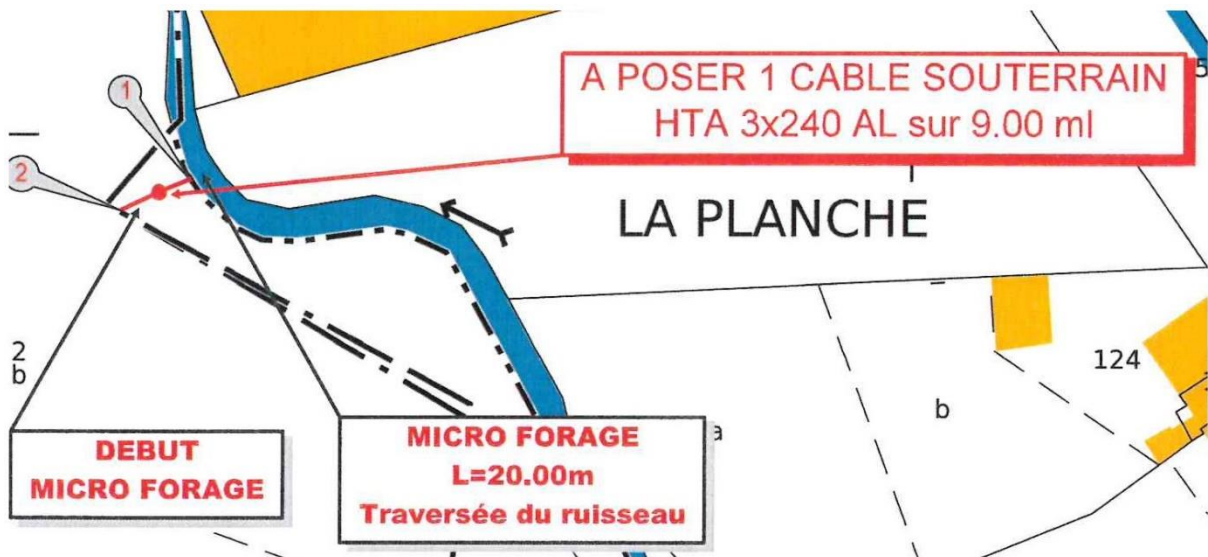 1
2
A POSER 1 CABLE SOUTERRAIN
HTA 3x240 AL sur 9.00 ml
5
LA PLANCHE
2
b
124
b
a
DEBUT
MICRO FORAGE
MICRO FORAGE
L=20.00m
Traversée du ruisseau